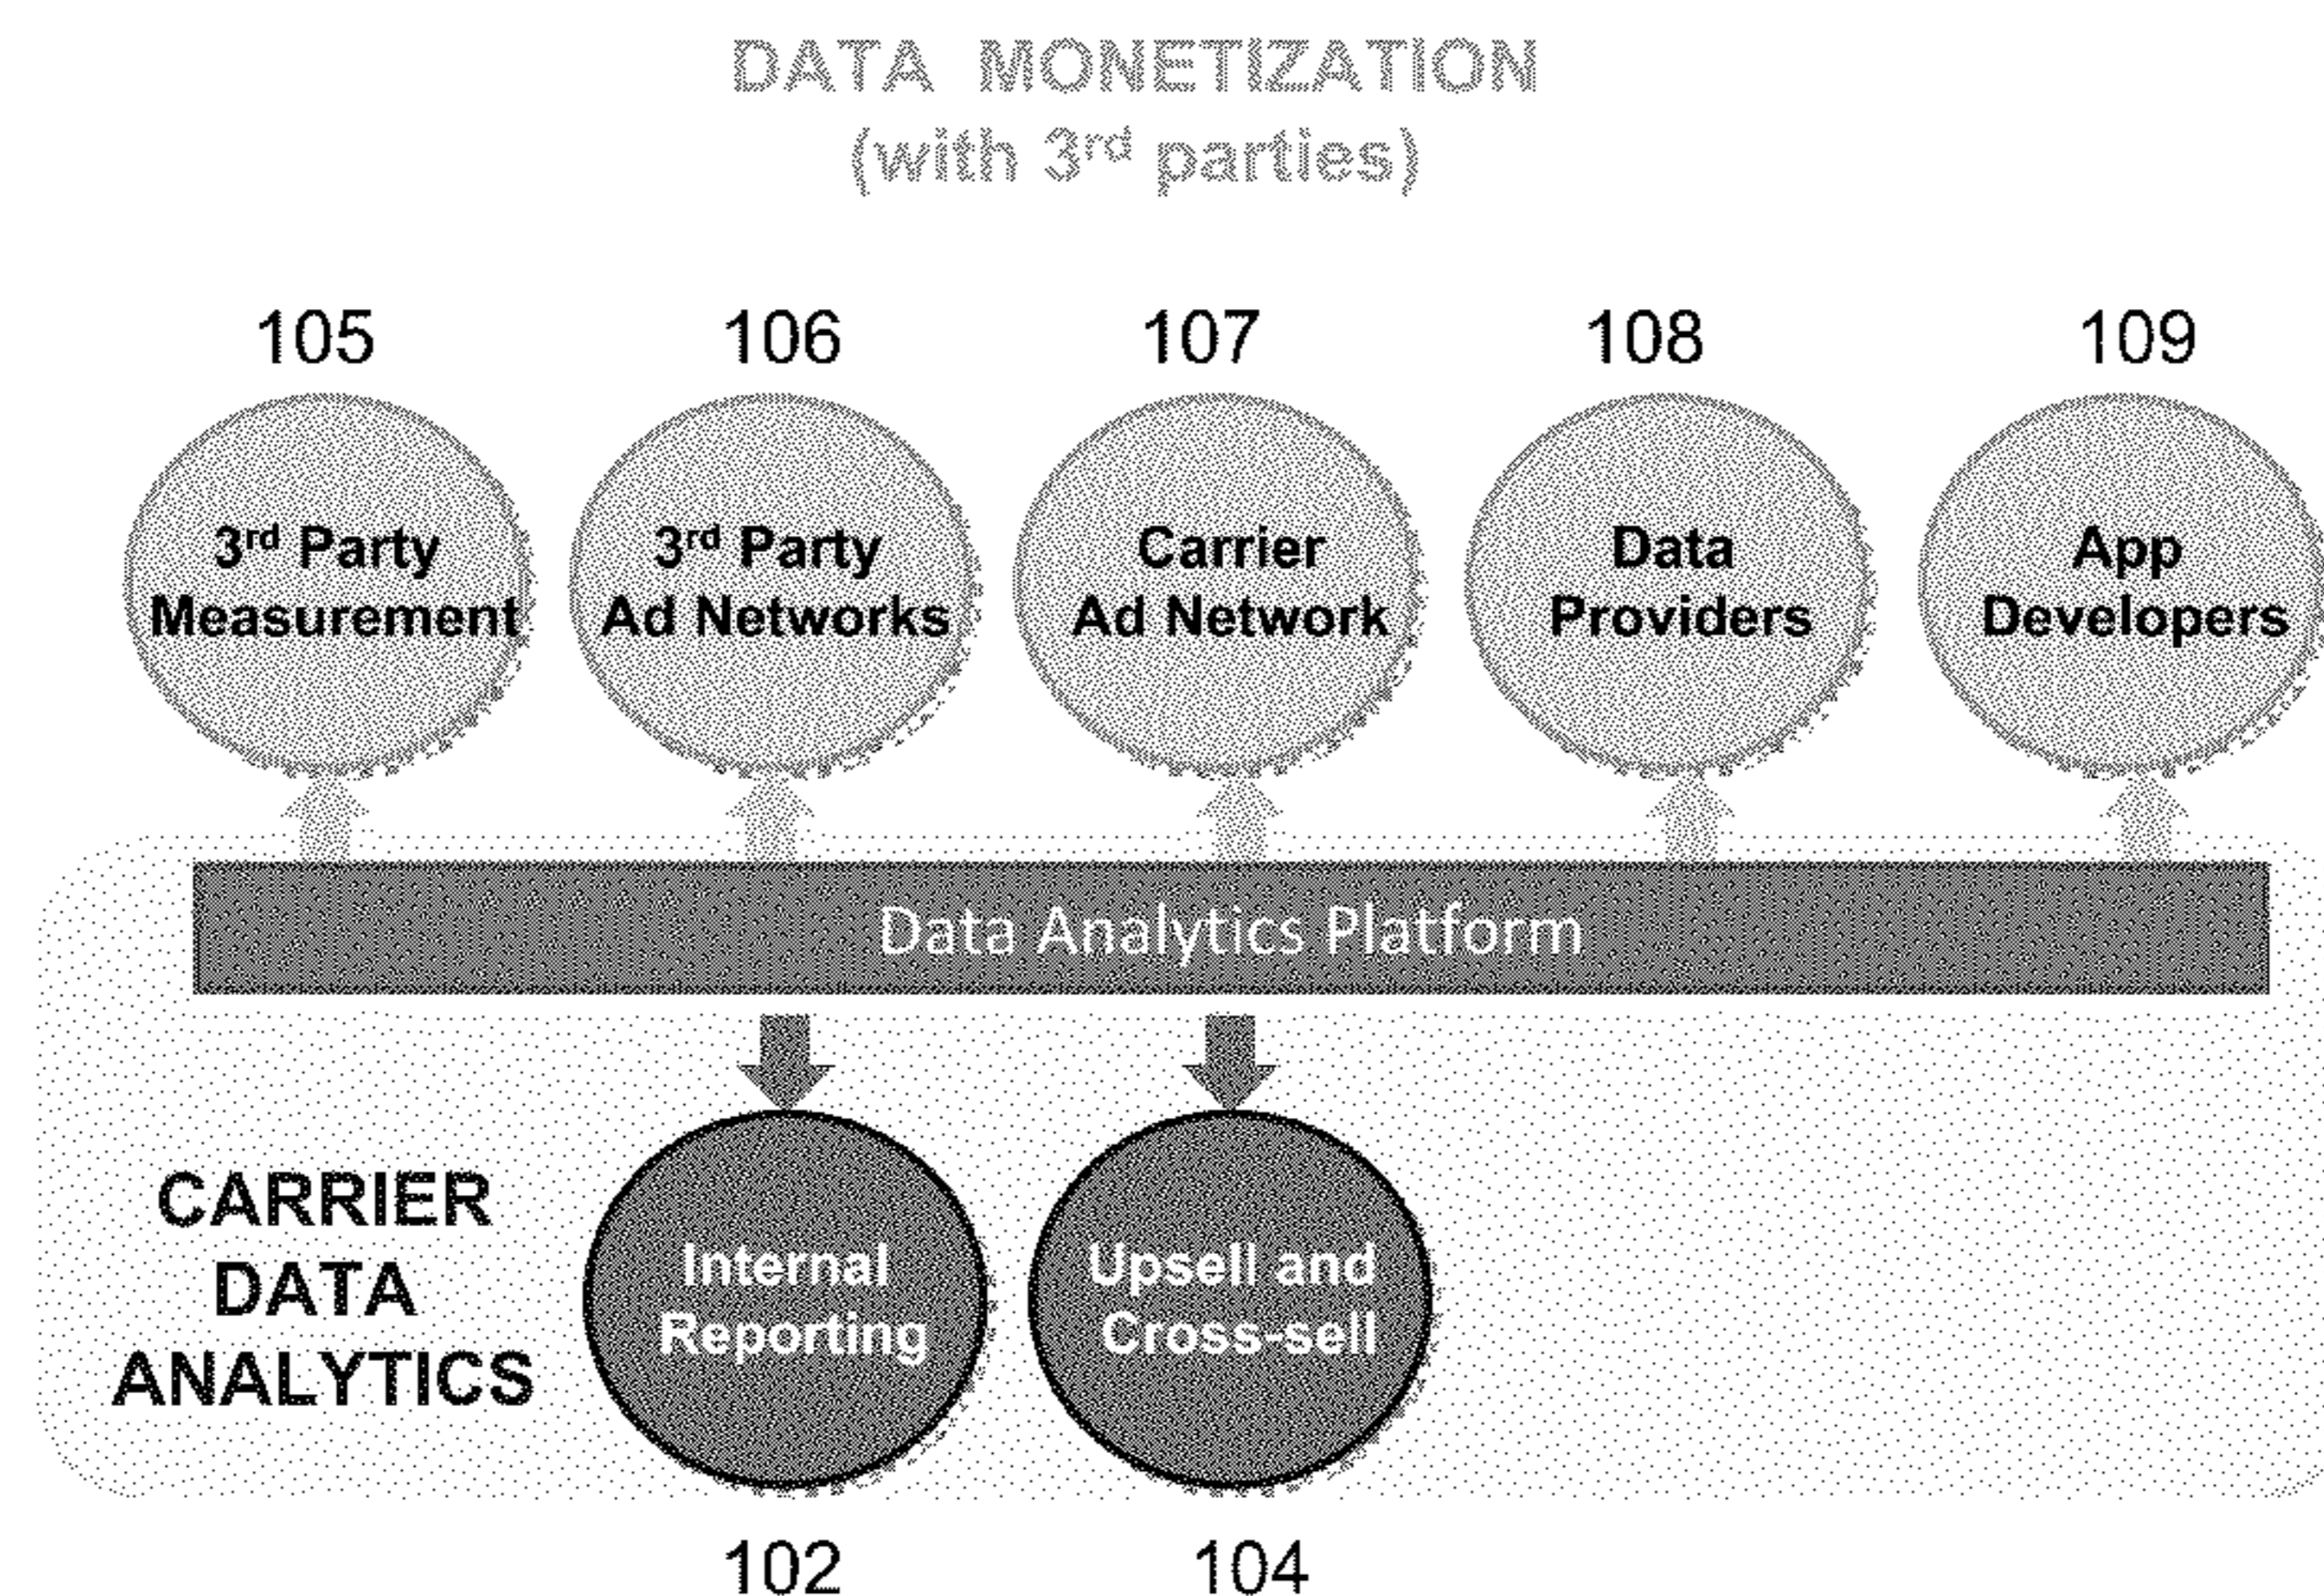 DATA MONETIZATION
(with 3rd parties)
105 106 107 108 109
3rd Party
Measurement
3rd Party
Ad Networks
Carrier
Ad Network
Data
Providers
App
Developers
Data Analytics Platform
CARRIER
DATA
ANALYTICS
Internal
Reporting
Upsell and
Cross-sell
102 104